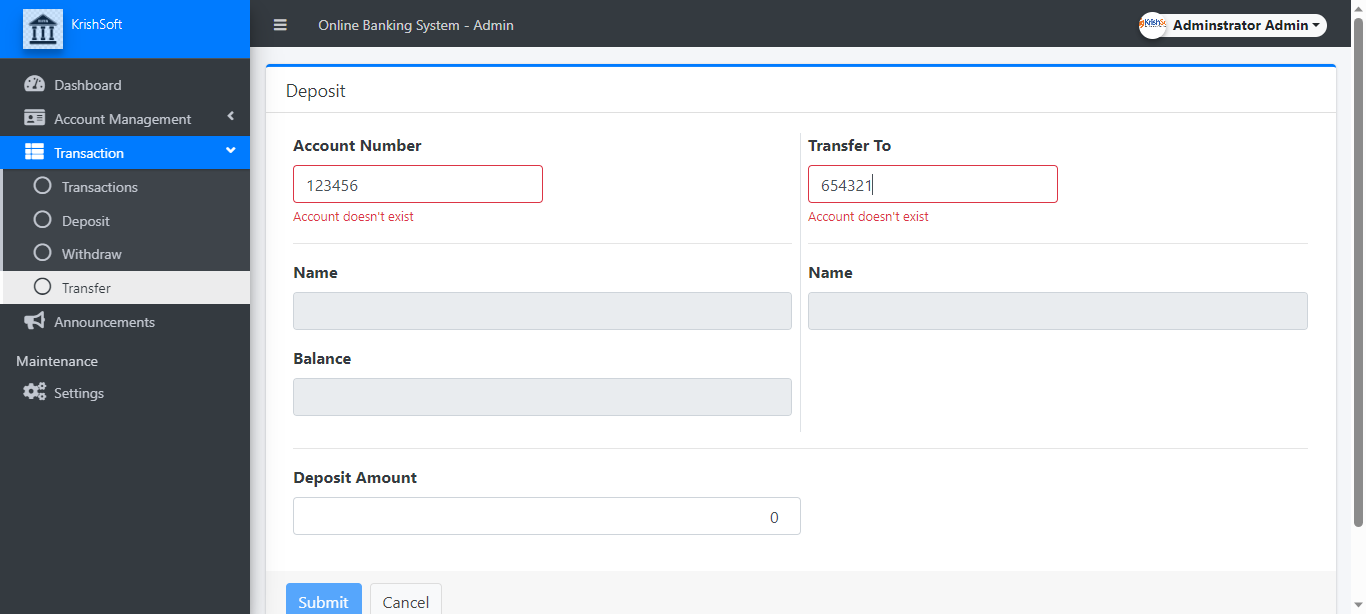 KrishSoft
Online Banking System - Admin
Adminstrator Admin
Dashboard
Account Management
Transaction
Transactions
Deposit
Withdraw
Transfer
Announcements
Maintenance
Settings
Deposit
Account Number
123456
Account doesn't exist
Transfer To
654321
Account doesn't exist
Name
Name
Balance
Deposit Amount
0
Submit
Cancel